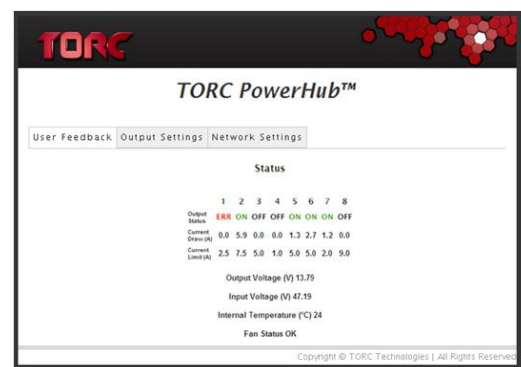 TORC
TORC PowerHub™
User Feedback Output Settings Network Settings
Status
1 2 3 4 5 6 7 8
Output Status ERR ON OFF OFF ON ON ON OFF
Current Draw (A) 0.0 5.9 0.0 0.0 1.3 2.7 1.2 0.0
Current Limit (A) 2.5 7.5 5.0 1.0 5.0 5.0 2.0 9.0
Output Voltage (V) 13.79
Input Voltage (V) 47.19
Internal Temperature (°C) 24
Fan Status OK
Copyright © TORC Technologies | All Rights Reserved